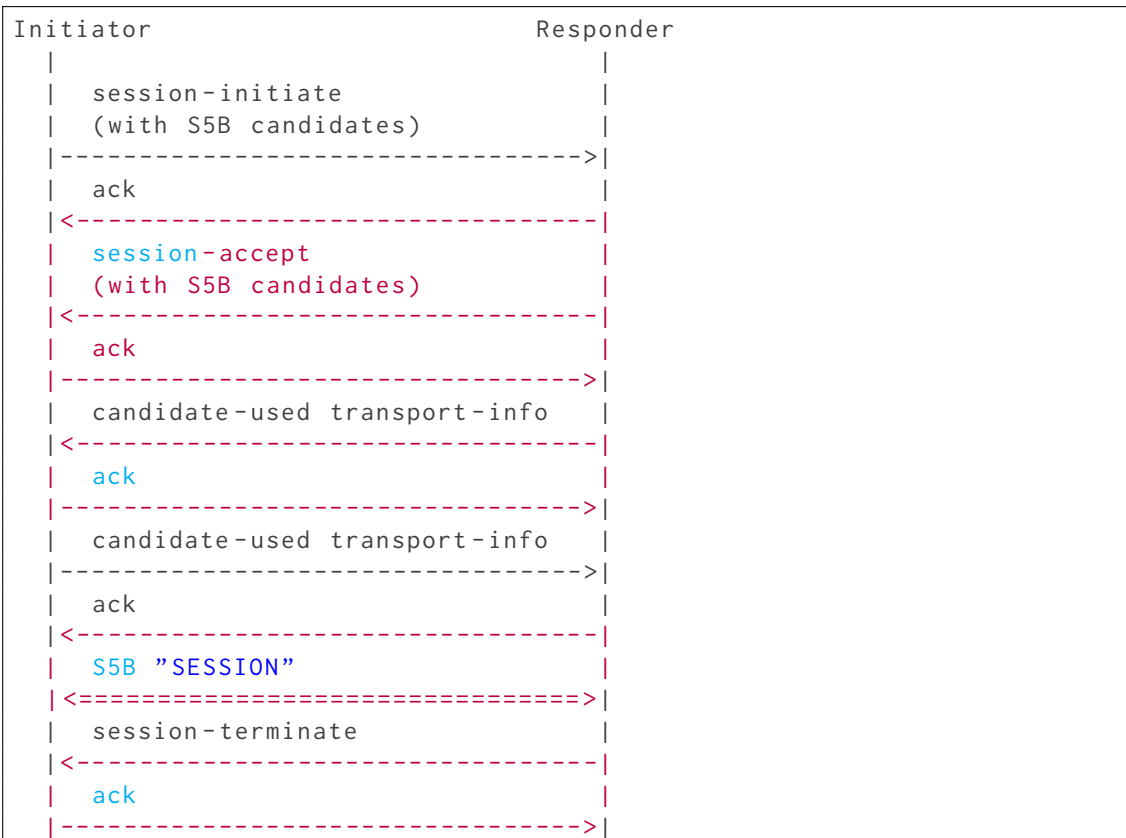 Initiator                        Responder
  |                                  |
  |  session-initiate                |
  |  (with S5B candidates)           |
  |--------------------------------->|
  |  ack                             |
  |<---------------------------------|
  |  session-accept                  |
  |  (with S5B candidates)           |
  |<---------------------------------|
  |  ack                             |
  |--------------------------------->|
  |  candidate-used transport-info   |
  |<---------------------------------|
  |  ack                             |
  |--------------------------------->|
  |  candidate-used transport-info   |
  |--------------------------------->|
  |  ack                             |
  |<---------------------------------|
  |  S5B ”SESSION”                   |
  |<================================>|
  |  session-terminate               |
  |<---------------------------------|
  |  ack                             |
  |--------------------------------->|